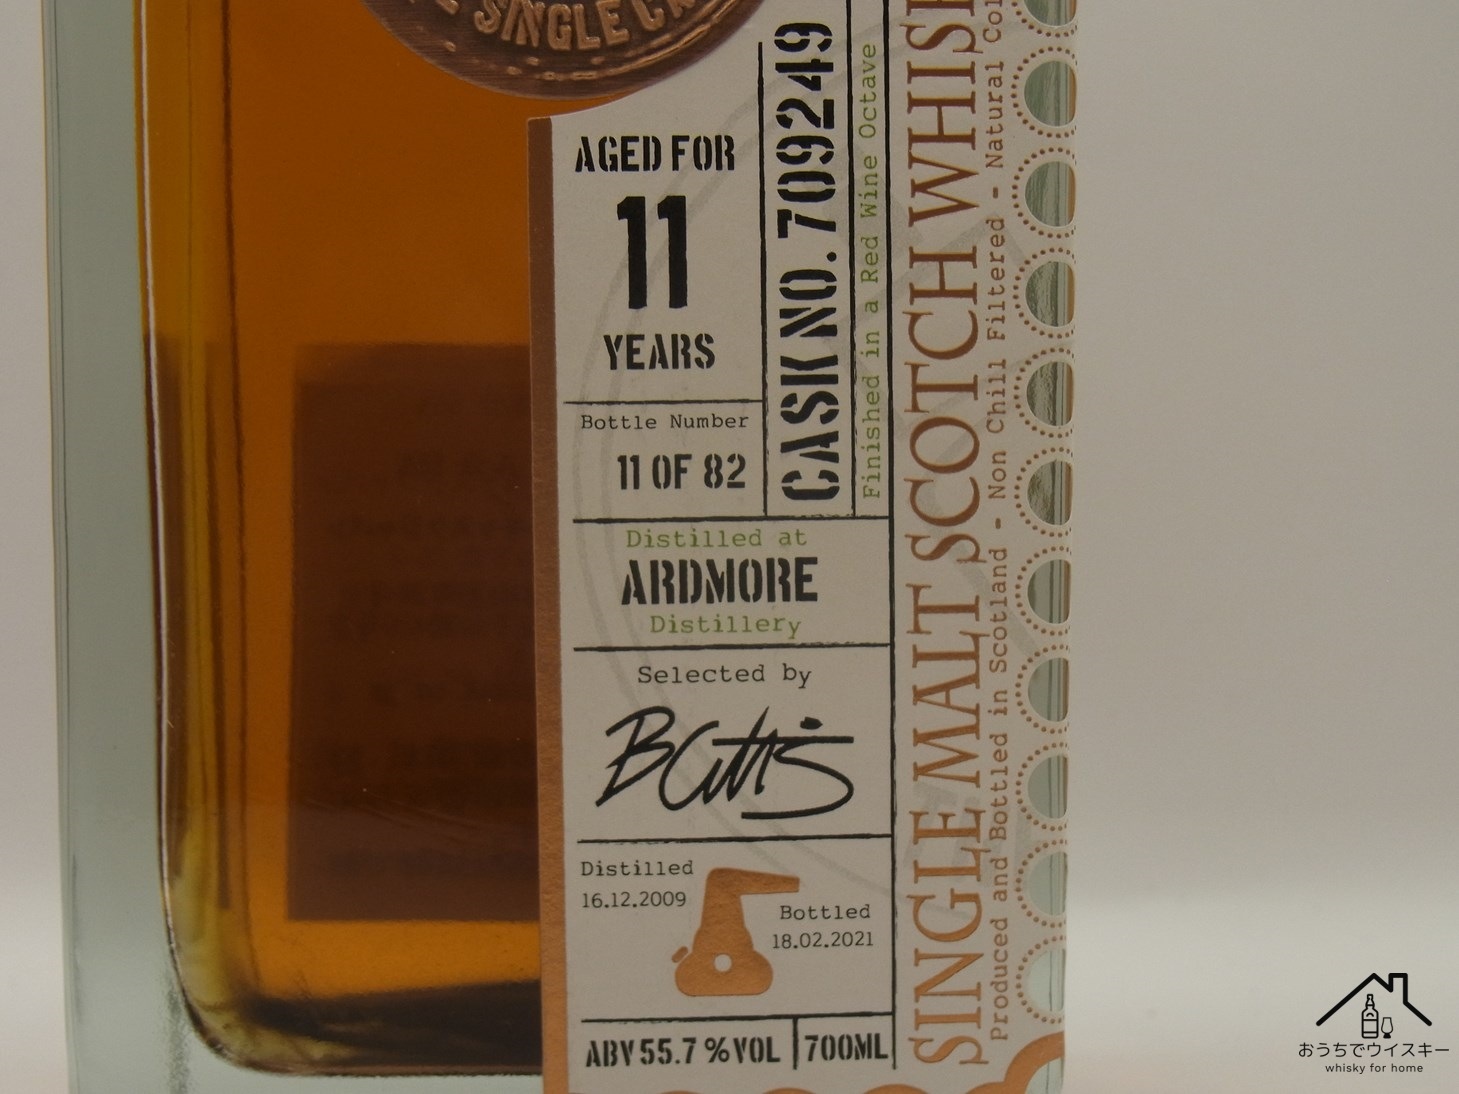 SINGLE
AGED FOR
11
YEARS
Bottle Number
11 OF 82
CASK NO. 709249
Finished in a Red Wine Octave
Distilled at
ARDMORE
Distillery
Selected by
Distilled
16.12.2009
Bottled
18.02.2021
ABV 55.7 %VOL
700ML
SINGLE MALT SCOTCH
Produced and Bottled in Scotland - Non Chill Filtered - Natural
おうちでウイスキー
whisky for home